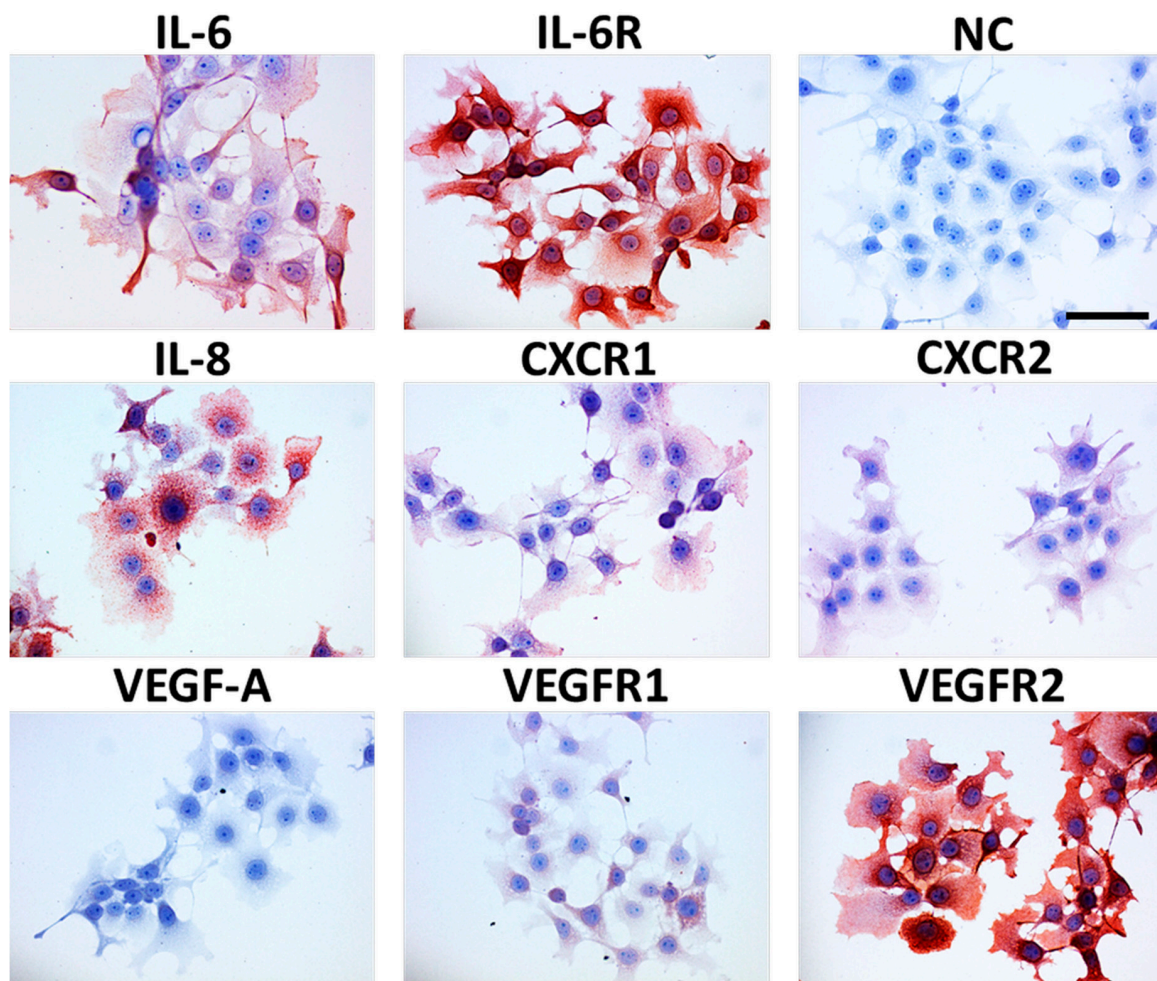 IL-6
IL-6R
NC
IL-8
CXCR1
CXCR2
VEGF-A
VEGFR1
VEGFR2